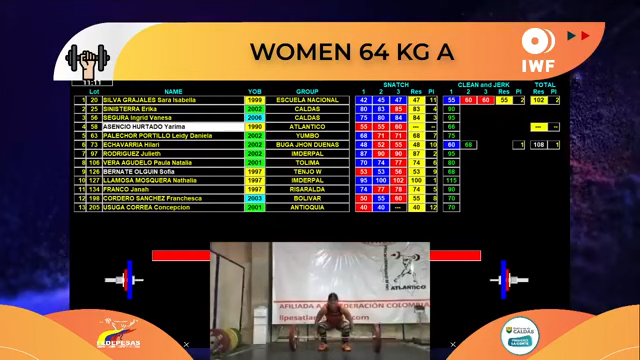 WOMEN 64 KG A
IWF
SNATCH CLEAN and JERK TOTAL
Lot NAME YOB GROUP 1 2 3 Res Pl 1 2 3 Res Pl Res Pl
1 20 SILVA GRAJALES Sara Isabella 1999 ESCUELA NACIONAL 42 45 47 47 11 55 60 60 55 2 102 2
2 25 SINISTERRA Erika 2002 CALDAS 80 83 85 83 4 90
3 56 SEGURA Ingrid Vanesa 2008 CALDAS 75 80 84 84 3 90
4 58 ASENCIO HURTADO Yarima 1990 ATLANTICO 55 55 60 --- 66 --- ---
5 63 PALECHOR PORTILLO Leidy Daniela 2002 YUMBO 68 71 71 68 7 75
6 73 ECHAVARRIA Hilari 2002 BUGA JHON DUENAS 48 52 55 48 10 60 68 1 108 1
7 97 RODRIGUEZ Julieth 2002 IMDERPAL 87 90 90 87 2 95
8 106 VERA AGUDELO Paula Natalia 2001 TOLIMA 70 74 77 74 6 80
9 126 BERNATE OLGUIN Sofia 1997 TENJO W 53 53 56 53 9 68
10 127 LLAMOSA MOSQUERA Nathalia 1997 IMDERPAL 95 100 102 100 1 115
11 134 FRANCO Janah 1997 RISARALDA 74 77 78 74 5 90
12 198 CORDERO SANCHEZ Franchesca 2003 BOLIVAR 50 55 60 55 8 70
13 205 USUGA CORREA Concepcion 2001 ANTIOQUIA 40 40 --- 40 12 70
ATLANTICO
AFILIADA A FEDERACIÓN COLOMBIA
FEDEPESAS
CALDAS